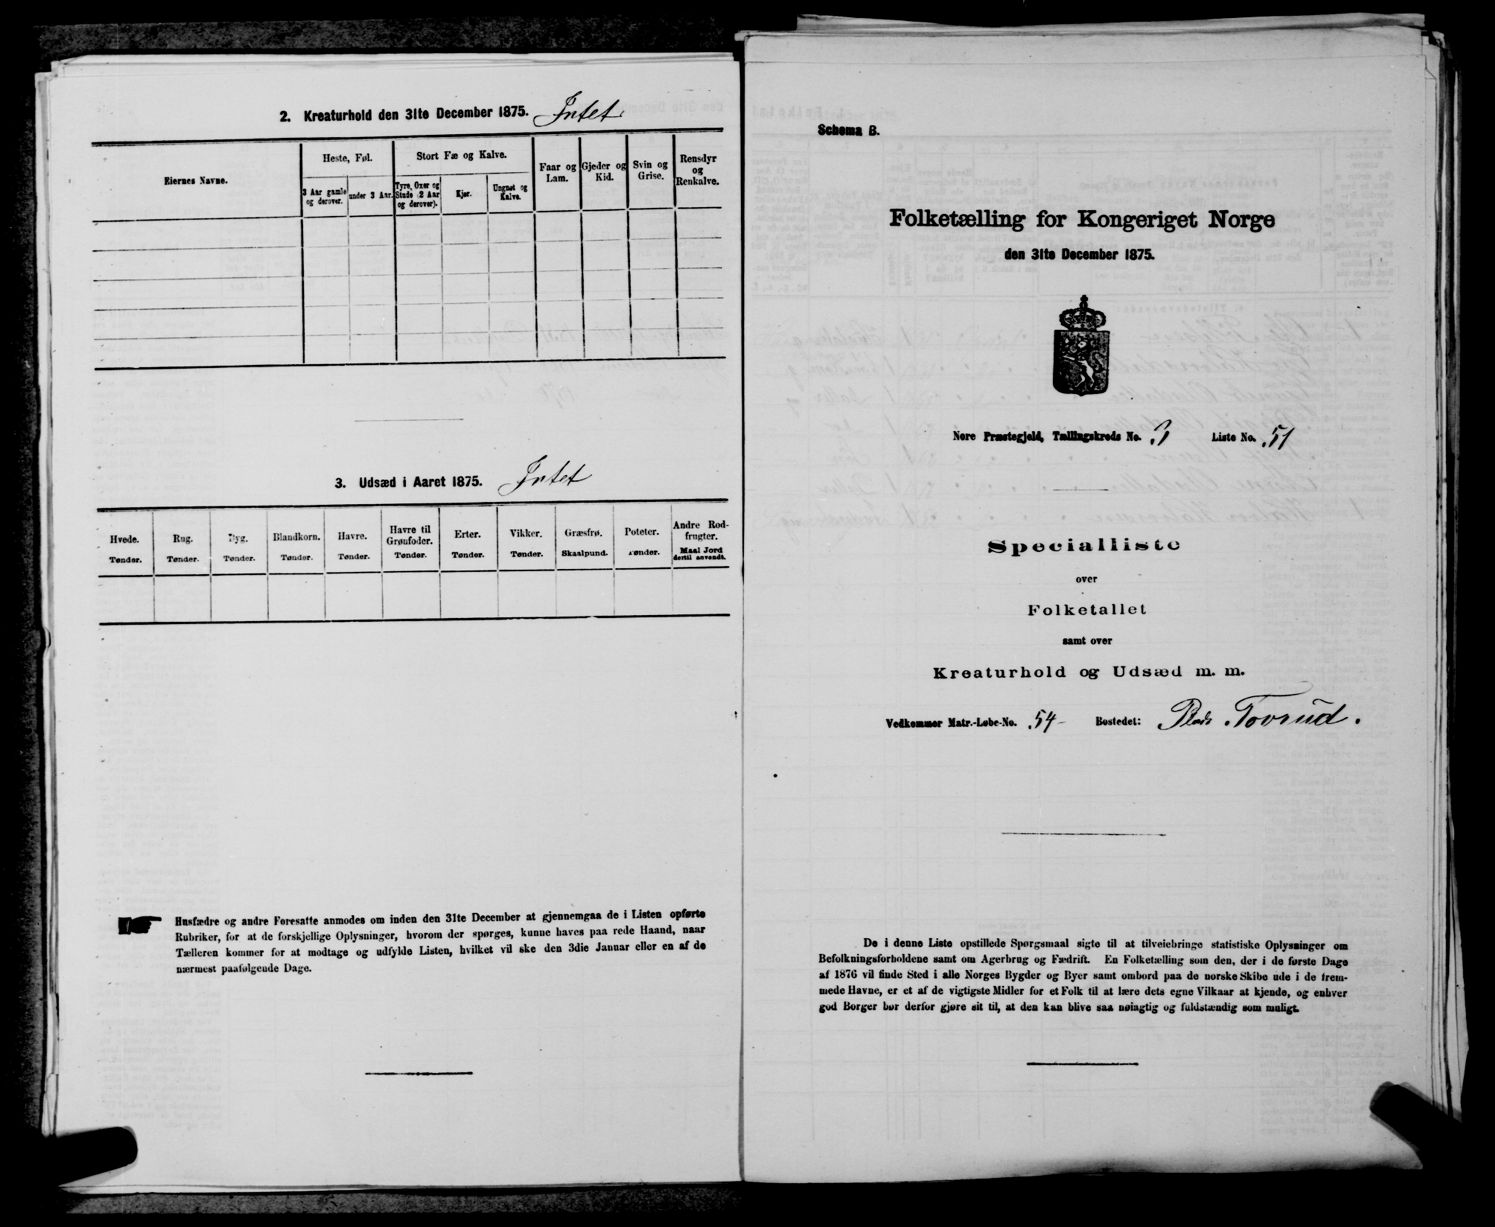 2. Kreaturhold den 31te December 1875. Intet.
Eiernes Navne.
Heste, Føl.
Stort Fæ og Kalve.
Faar og
Lam.
Gjeder og
Kid.
Svin og
Grise.
Rensdyr
og
Renkalve.
3 Aar gamle
og derover.
under 3 Aar.
Tyre, Oxer og
Stude (2 Aar
og derover).
Kjør.
Ungnøt og
Kalve.
3. Udsæd i Aaret 1875. Intet
Hvede.
Tønder.
Rug.
Tønder.
Byg.
Tønder.
Blandkorn.
Tønder.
Havre.
Tønder.
Havre til
Grønfoder.
Tønder.
Erter.
Tønder.
Vikker.
Tønder.
Græsfrø.
Skaalpund.
Poteter.
Tønder.
Andre Rod-
frugter.
Maal Jord
dertil anvendt.
Husfædre og andre Foresatte anmodes om inden den 31te December at gjennemgaa de i Listen opførte
Rubriker, for at de forskjellige Oplysninger, hvorom der spørges, kunne haves paa rede Haand, naar
Tælleren kommer for at modtage og udfylde Listen, hvilket vil ske den 3die Januar eller en af de
nærmest paafølgende Dage.
Schema B.
Folketælling for Kongeriget Norge
den 31te December 1875.
Nore Præstegjeld, Tællingskreds No. 3 Liste No. 51
Specialliste
over
Folketallet
samt over
Kreaturhold og Udsæd m. m.
Vedkommer Matr.-Løbe-No. 54 Bostedet: Plads Tovrud.
De i denne Liste opstillede Spørgsmaal sigte til at tilveiebringe statistiske Oplysninger om
Befolkningsforholdene samt om Agerbrug og Fædrift. En Folketælling som den, der i de første Dage
af 1876 vil finde Sted i alle Norges Bygder og Byer samt ombord paa de norske Skibe ude i de frem-
mede Havne, er et af de vigtigste Midler for et Folk til at lære dets egne Vilkaar at kjende, og enhver
god Borger bør derfor gjøre sit til, at den kan blive saa nøiagtig og fuldstændig som muligt.